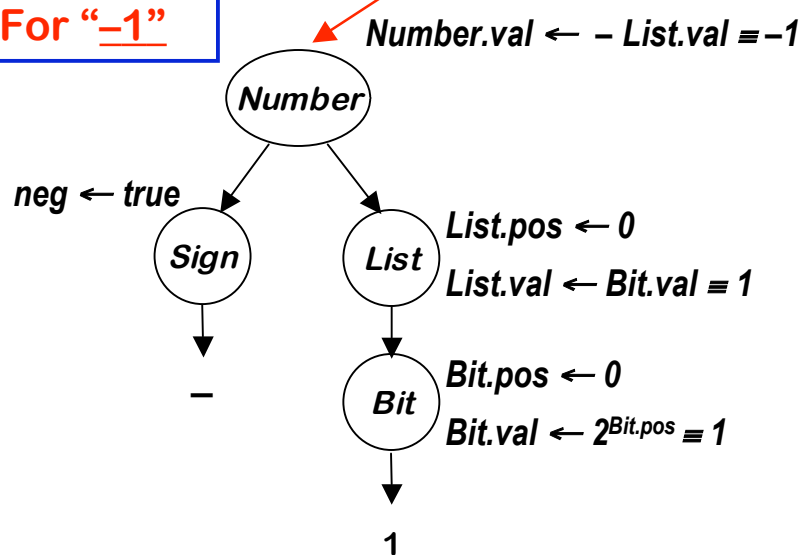 For “–1”
Number.val ← – List.val ≡ –1
Number
neg ← true
Sign
List
List.pos ← 0
List.val ← Bit.val ≡ 1
–
Bit
Bit.pos ← 0
Bit.val ← 2^Bit.pos ≡ 1
1